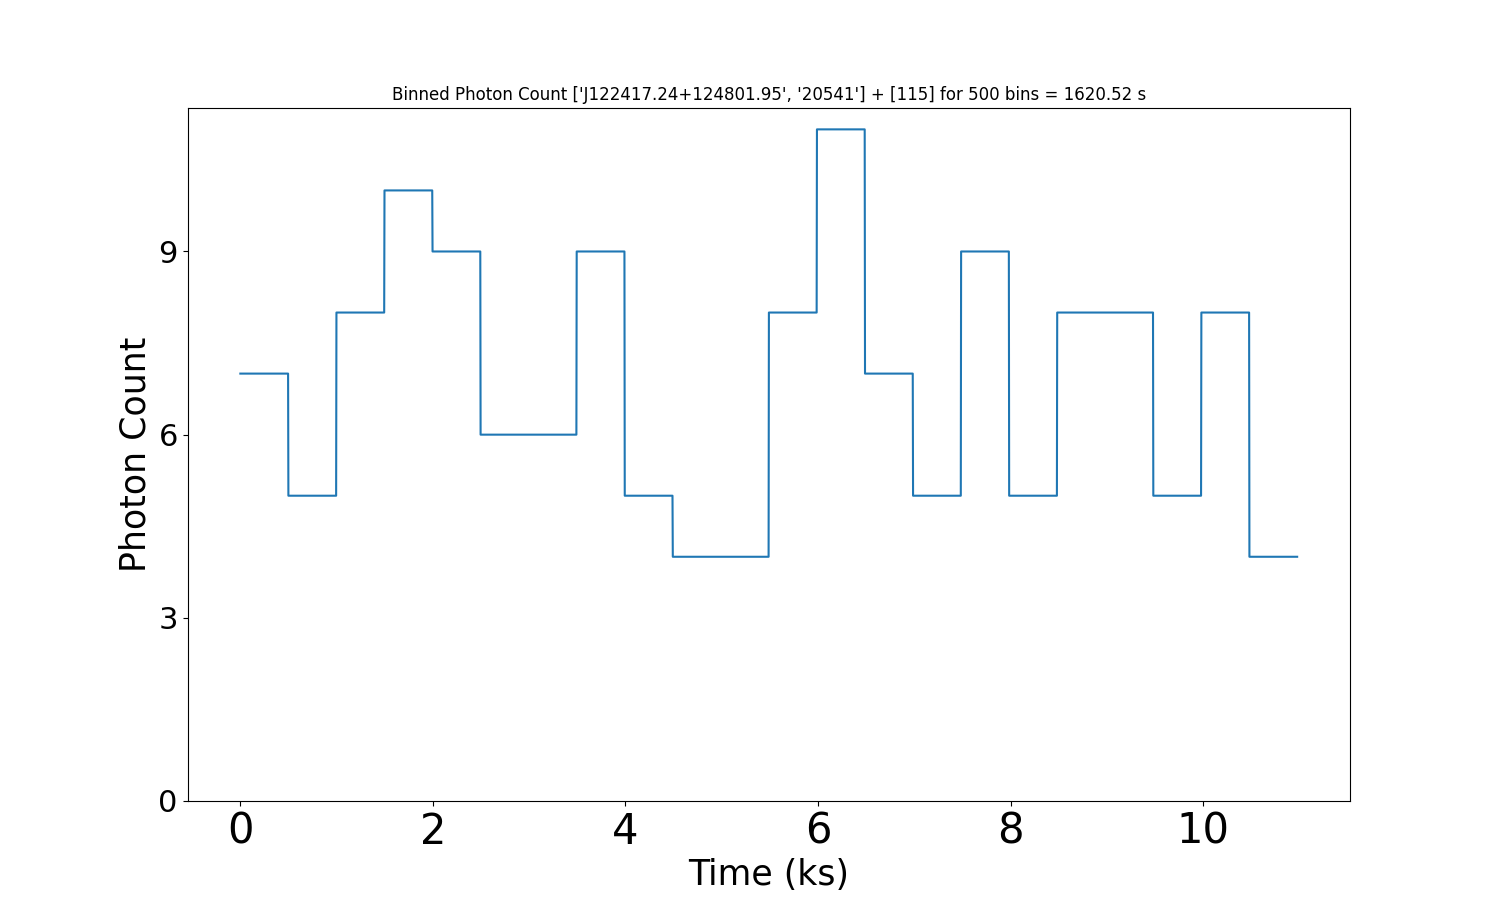 Binned Photon Count ['J122417.24+124801.95', '20541'] + [115] for 500 bins = 1620.52 s
9
6
3
0
Photon Count
0 2 4 6 8 10
Time (ks)